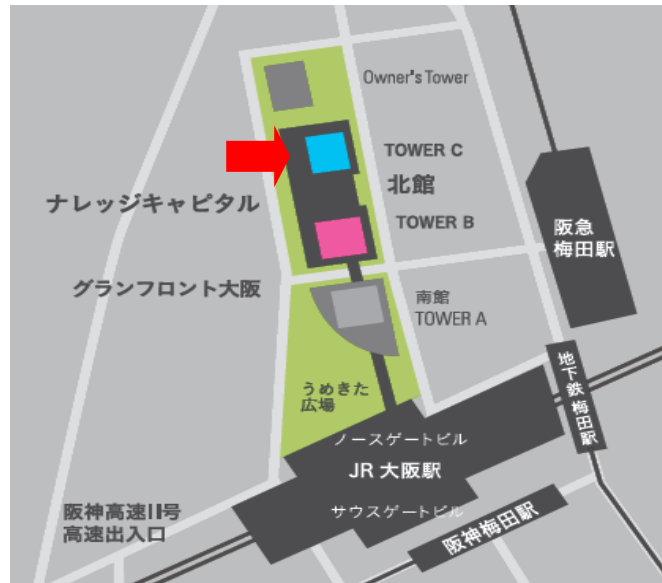 Owner's Tower
TOWER C
北館
ナレッジキャピタル
TOWER B
阪急
梅田駅
グランフロント大阪
南館
TOWER A
地下鉄梅田駅
うめきた
広場
ノースゲートビル
JR 大阪駅
サウスゲートビル
阪神高速11号
高速出入口
阪神梅田駅